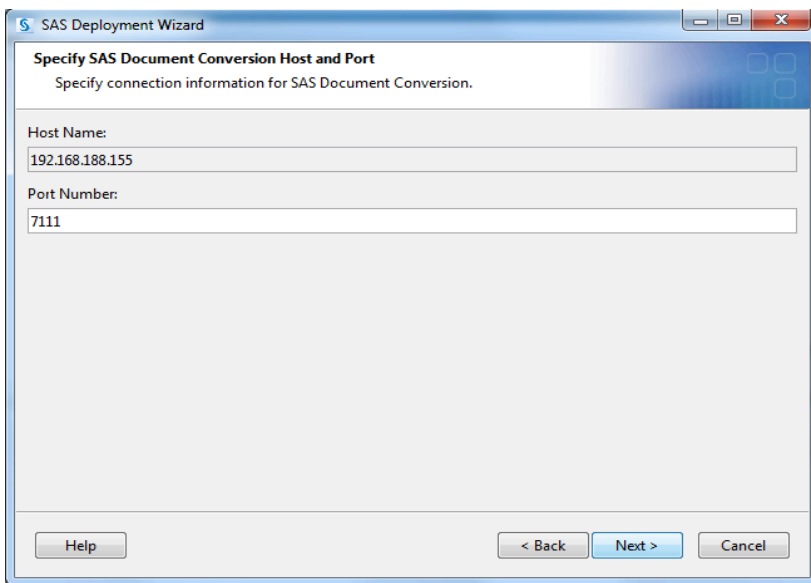 SAS Deployment Wizard
Specify SAS Document Conversion Host and Port
Specify connection information for SAS Document Conversion.
Host Name:
192.168.188.155
Port Number:
7111
Help
< Back
Next >
Cancel